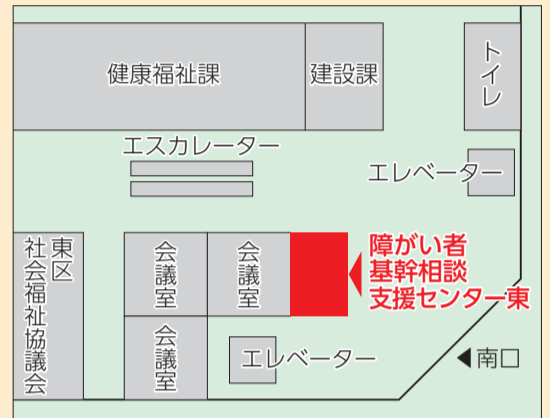 健康福祉課
建設課
トイレ
エスカレーター
エレベーター
東区
社会福祉協議会
会議室
会議室
障がい者
基幹相談
支援センター東
会議室
エレベーター
◀南口